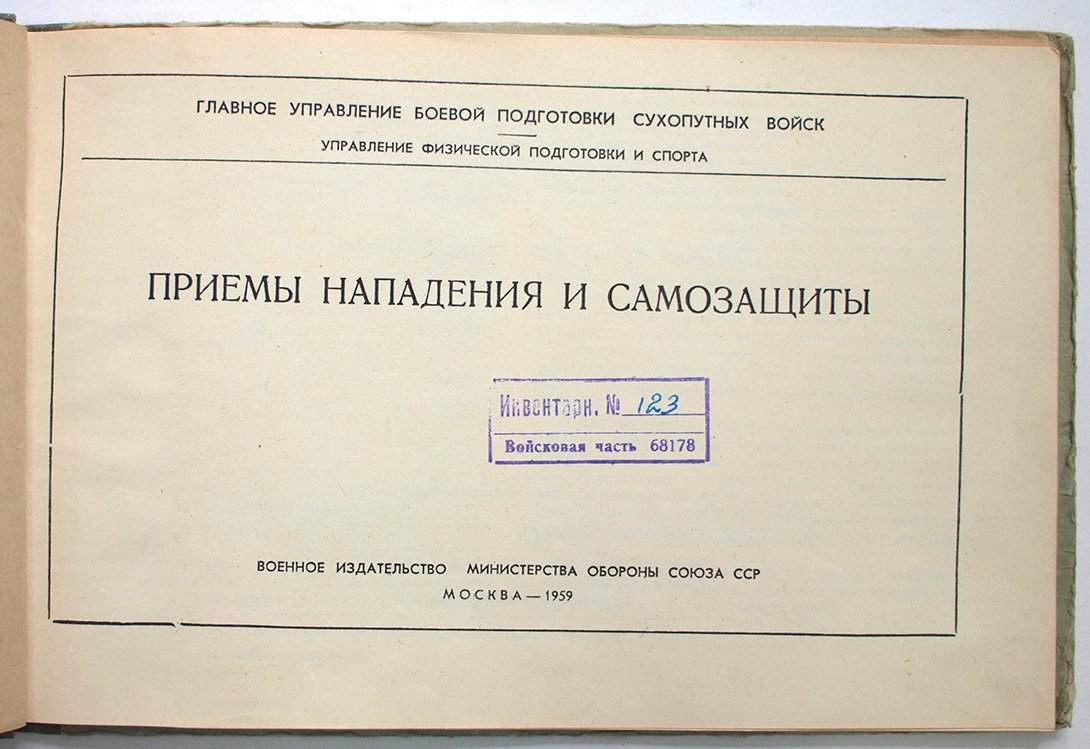 ГЛАВНОЕ УПРАВЛЕНИЕ БОЕВОЙ ПОДГОТОВКИ СУХОПУТНЫХ ВОЙСК
УПРАВЛЕНИЕ ФИЗИЧЕСКОЙ ПОДГОТОВКИ И СПОРТА
ПРИЕМЫ НАПАДЕНИЯ И САМОЗАЩИТЫ
Инвентарн. № 123
Войсковая часть 68178
ВОЕННОЕ ИЗДАТЕЛЬСТВО МИНИСТЕРСТВА ОБОРОНЫ СОЮЗА ССР
МОСКВА — 1959